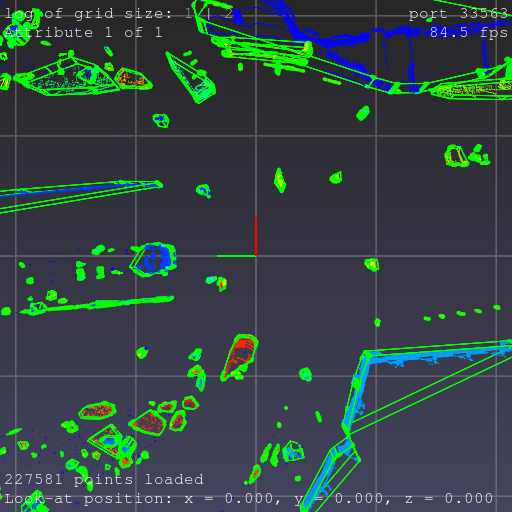 log of grid size: 1 | 2
port 33563
Attribute 1 of 1
84.5 fps
227581 points loaded
Look-at position: x = 0.000, y = 0.000, z = 0.000